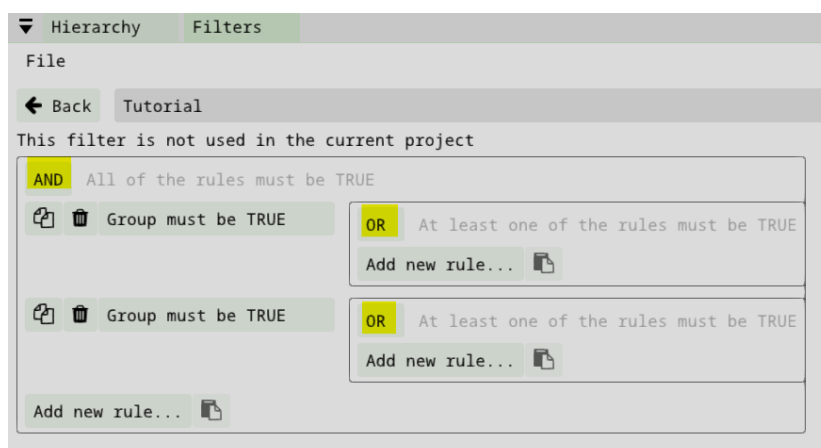 Hierarchy Filters
File
Back Tutorial
This filter is not used in the current project
AND All of the rules must be TRUE
Group must be TRUE
OR At least one of the rules must be TRUE
Add new rule...
Group must be TRUE
OR At least one of the rules must be TRUE
Add new rule...
Add new rule...